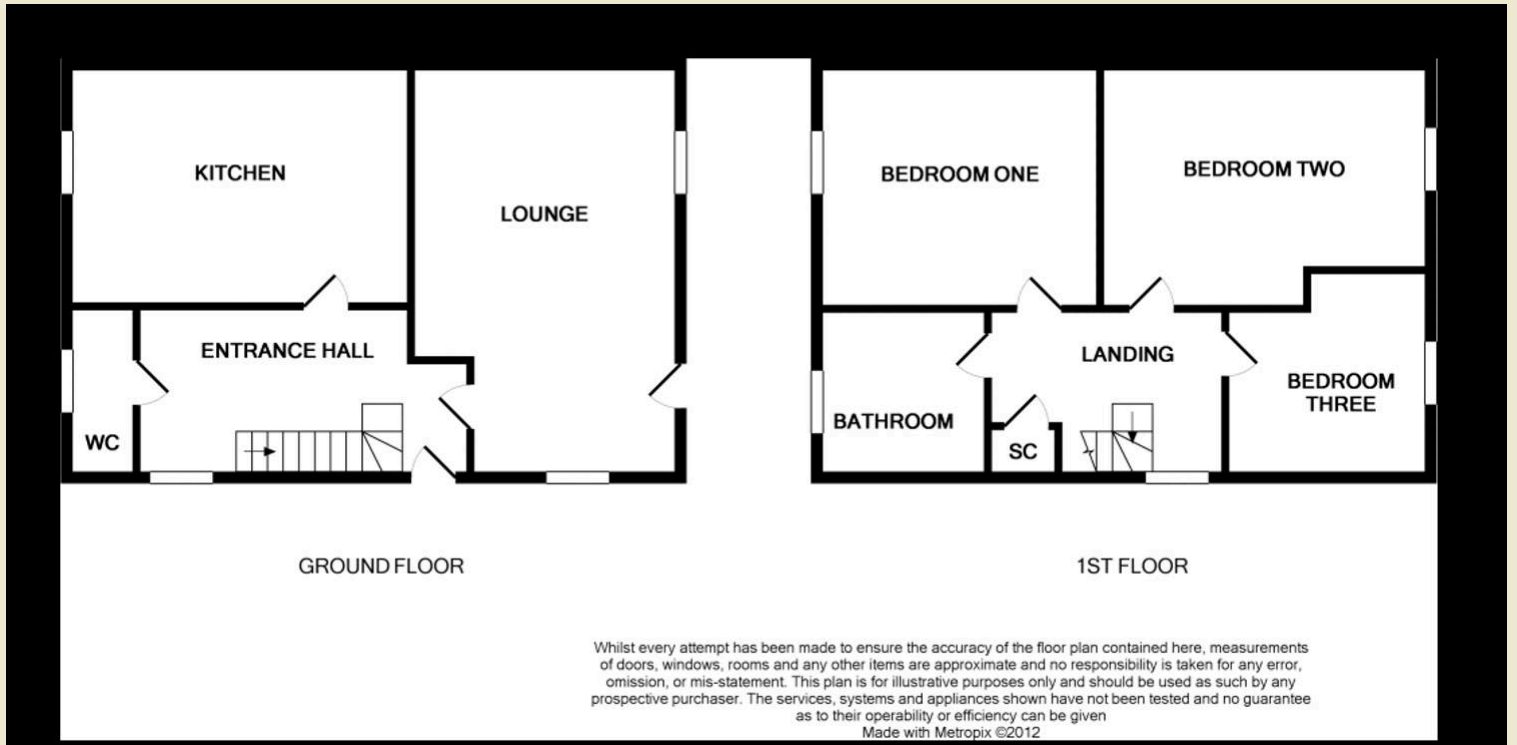 KITCHEN
LOUNGE
ENTRANCE HALL
WC
GROUND FLOOR
BEDROOM ONE
BEDROOM TWO
LANDING
BEDROOM
THREE
BATHROOM
SC
1ST FLOOR
Whilst every attempt has been made to ensure the accuracy of the floor plan contained here, measurements
of doors, windows, rooms and any other items are approximate and no responsibility is taken for any error,
omission, or mis-statement. This plan is for illustrative purposes only and should be used as such by any
prospective purchaser. The services, systems and appliances shown have not been tested and no guarantee
as to their operability or efficiency can be given
Made with Metropix ©2012